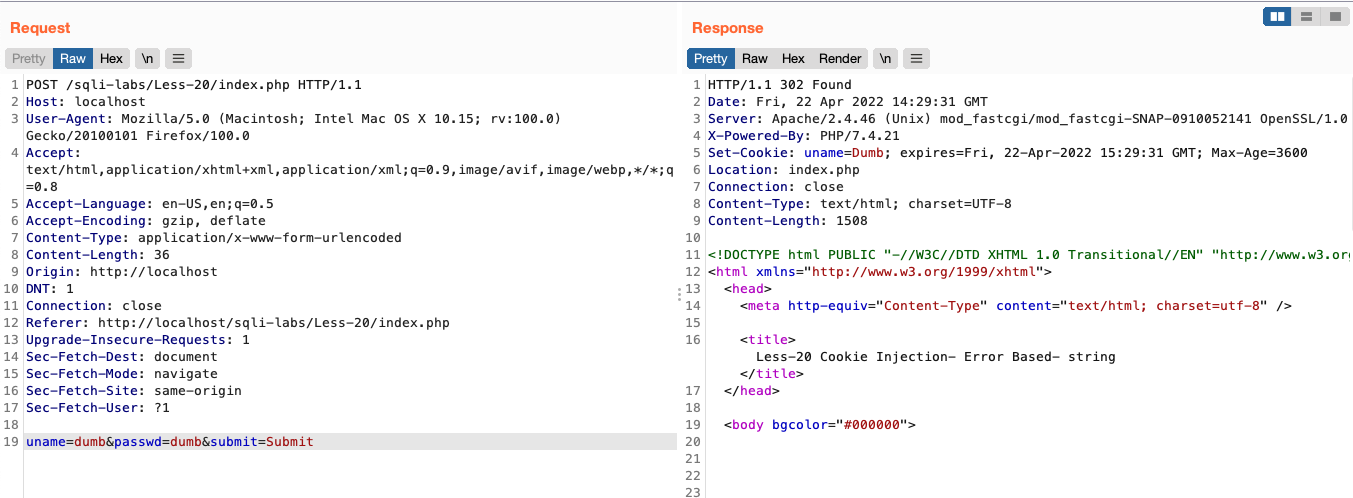 Request
Pretty Raw Hex \n
1 POST /sqli-labs/Less-20/index.php HTTP/1.1
2 Host: localhost
3 User-Agent: Mozilla/5.0 (Macintosh; Intel Mac OS X 10.15; rv:100.0)
Gecko/20100101 Firefox/100.0
4 Accept:
text/html,application/xhtml+xml,application/xml;q=0.9,image/avif,image/webp,*/*;q
=0.8
5 Accept-Language: en-US,en;q=0.5
6 Accept-Encoding: gzip, deflate
7 Content-Type: application/x-www-form-urlencoded
8 Content-Length: 36
9 Origin: http://localhost
10 DNT: 1
11 Connection: close
12 Referer: http://localhost/sqli-labs/Less-20/index.php
13 Upgrade-Insecure-Requests: 1
14 Sec-Fetch-Dest: document
15 Sec-Fetch-Mode: navigate
16 Sec-Fetch-Site: same-origin
17 Sec-Fetch-User: ?1
18
19 uname=dumb&passwd=dumb&submit=Submit
Response
Pretty Raw Hex Render \n
1 HTTP/1.1 302 Found
2 Date: Fri, 22 Apr 2022 14:29:31 GMT
3 Server: Apache/2.4.46 (Unix) mod_fastcgi/mod_fastcgi-SNAP-0910052141 OpenSSL/1.0
4 X-Powered-By: PHP/7.4.21
5 Set-Cookie: uname=Dumb; expires=Fri, 22-Apr-2022 15:29:31 GMT; Max-Age=3600
6 Location: index.php
7 Connection: close
8 Content-Type: text/html; charset=UTF-8
9 Content-Length: 1508
10
11 <!DOCTYPE html PUBLIC "-//W3C//DTD XHTML 1.0 Transitional//EN" "http://www.w3.or
12 <html xmlns="http://www.w3.org/1999/xhtml">
13 <head>
14 <meta http-equiv="Content-Type" content="text/html; charset=utf-8" />
15
16 <title>
Less-20 Cookie Injection- Error Based- string
</title>
17 </head>
18
19 <body bgcolor="#000000">
20
21
22
23